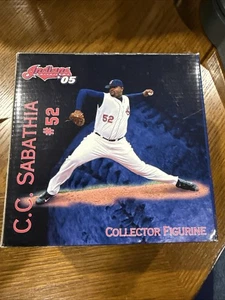 Indians
05
C.C. SABATHIA
#52
52
COLLECTOR FIGURINE